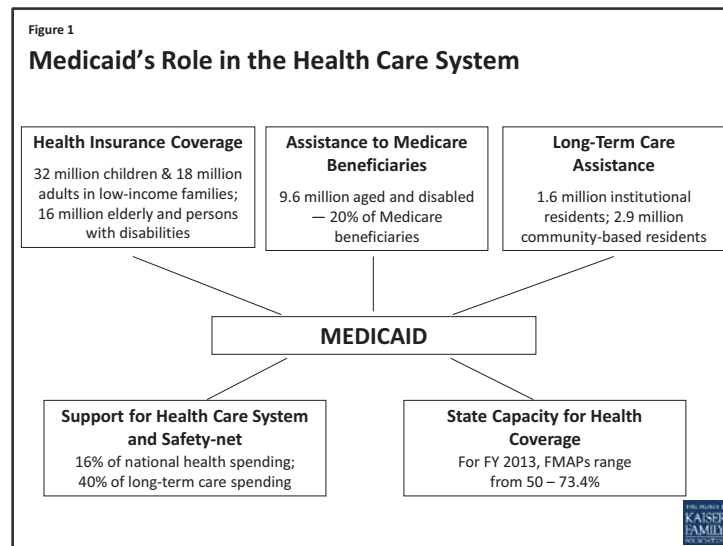 Figure 1
Medicaid’s Role in the Health Care System
Health Insurance Coverage
32 million children & 18 million
adults in low-income families;
16 million elderly and persons
with disabilities
Assistance to Medicare
Beneficiaries
9.6 million aged and disabled
— 20% of Medicare
beneficiaries
Long-Term Care
Assistance
1.6 million institutional
residents; 2.9 million
community-based residents
MEDICAID
Support for Health Care System
and Safety-net
16% of national health spending;
40% of long-term care spending
State Capacity for Health
Coverage
For FY 2013, FMAPs range
from 50 – 73.4%
KAISER
FAMILY